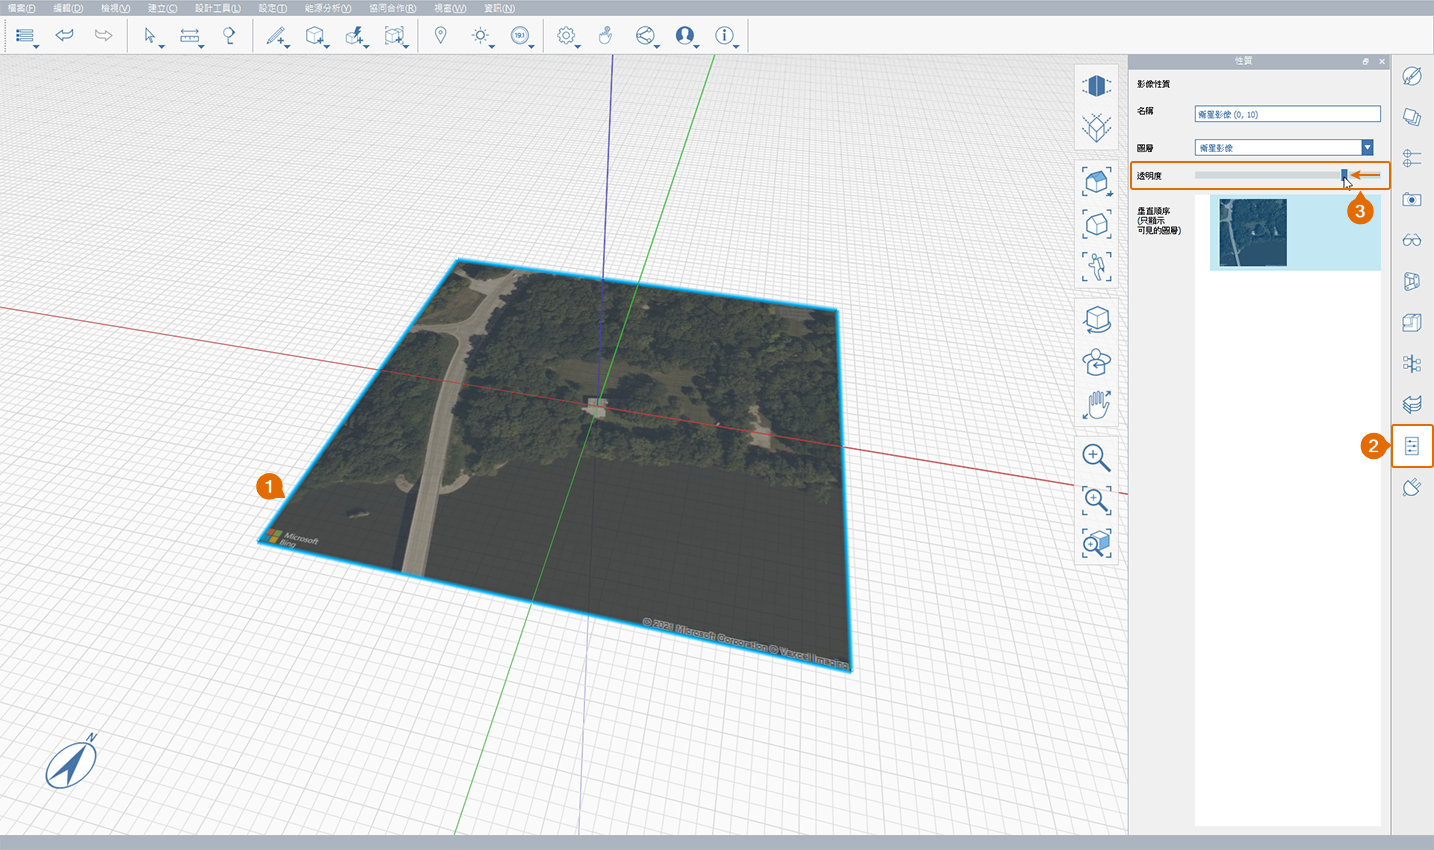 檔案(F) 編輯(D) 檢視(V) 建立(C) 設計工具(L) 設定(T) 能源分析(Y) 協同合作(R) 視窗(W) 資訊(N)
19.1
性質
影像性質
名稱 衛星影像 (0, 10)
圖層 衛星影像
透明度
3
垂直順序
(只顯示
可見的圖層)
2
1
Microsoft
Bing
© 2024 Microsoft Corporation © Vexcel Imaging
N